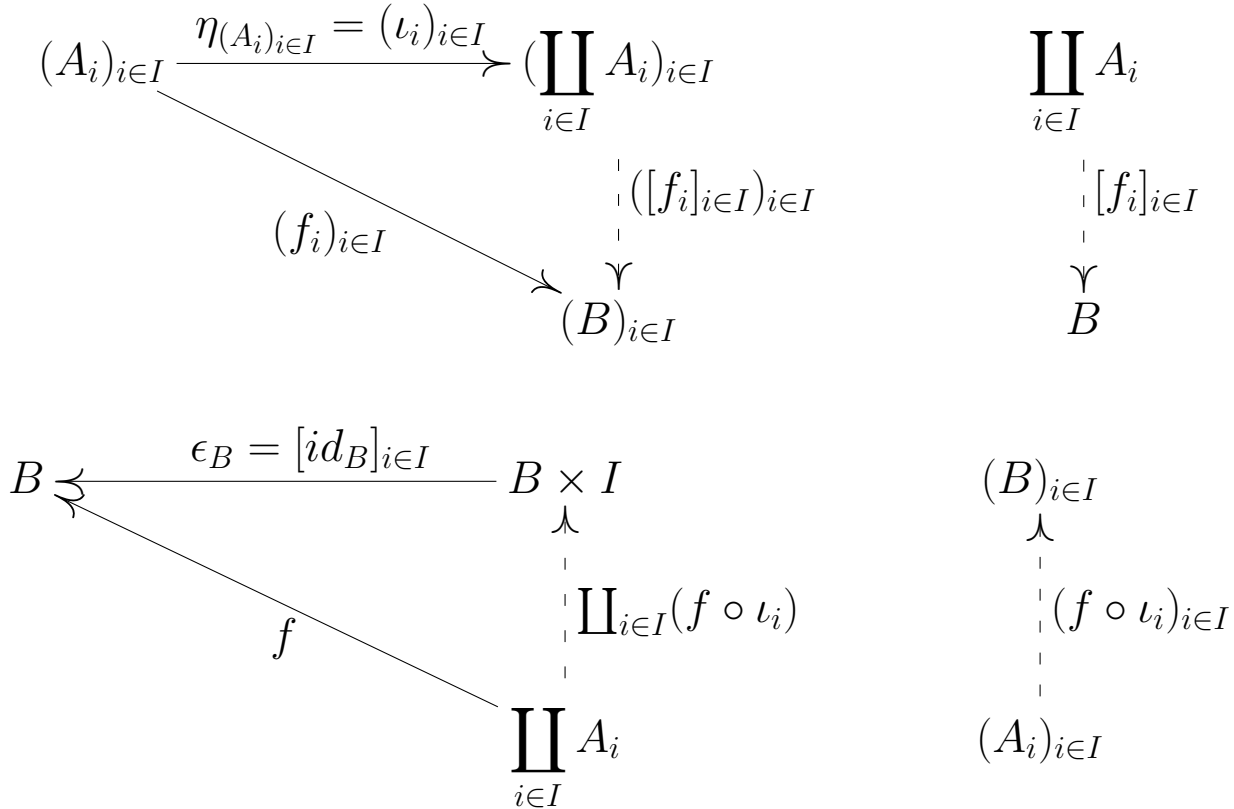 (A_i)_{i∈I} η_{(A_i)_{i∈I}} = (ι_i)_{i∈I} (∐_{i∈I} A_i)_{i∈I} ∐_{i∈I} A_i
(f_i)_{i∈I} ([f_i]_{i∈I})_{i∈I} [f_i]_{i∈I}
(B)_{i∈I} B
B ϵ_B = [id_B]_{i∈I} B × I (B)_{i∈I}
f ∐_{i∈I}(f ∘ ι_i) (f ∘ ι_i)_{i∈I}
∐_{i∈I} A_i (A_i)_{i∈I}